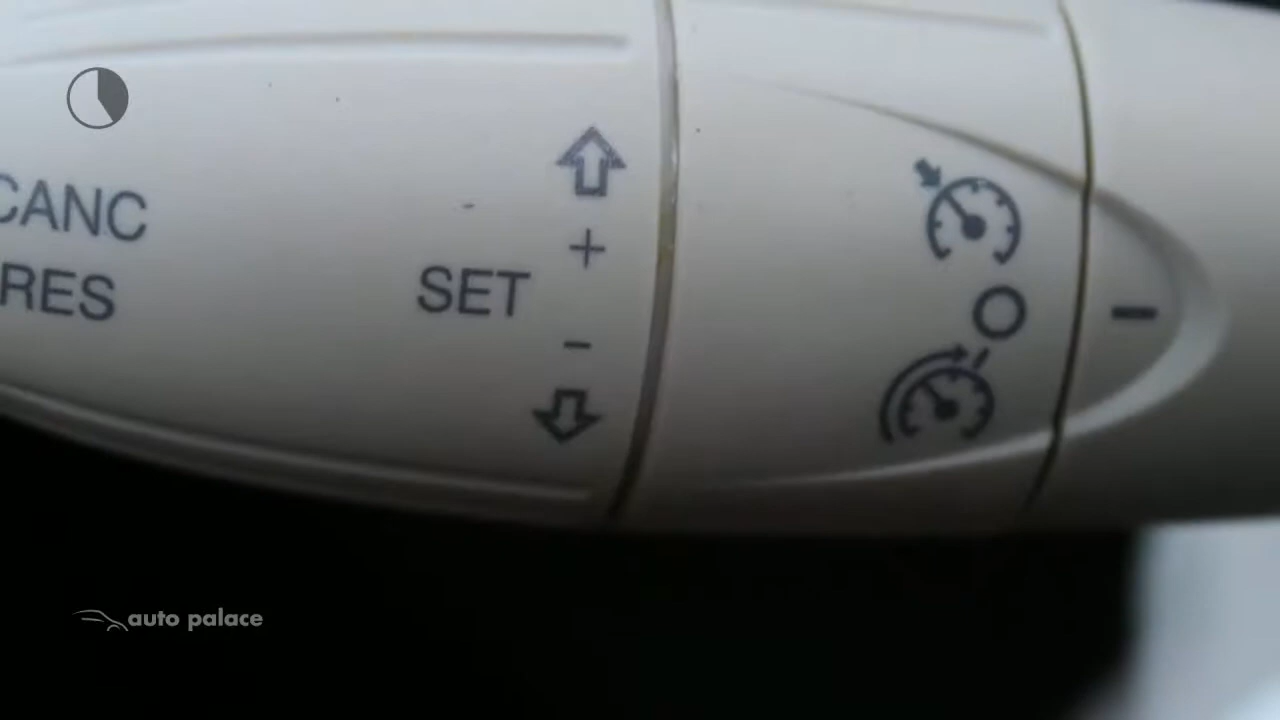 CANC
RES
SET
+
-
auto palace